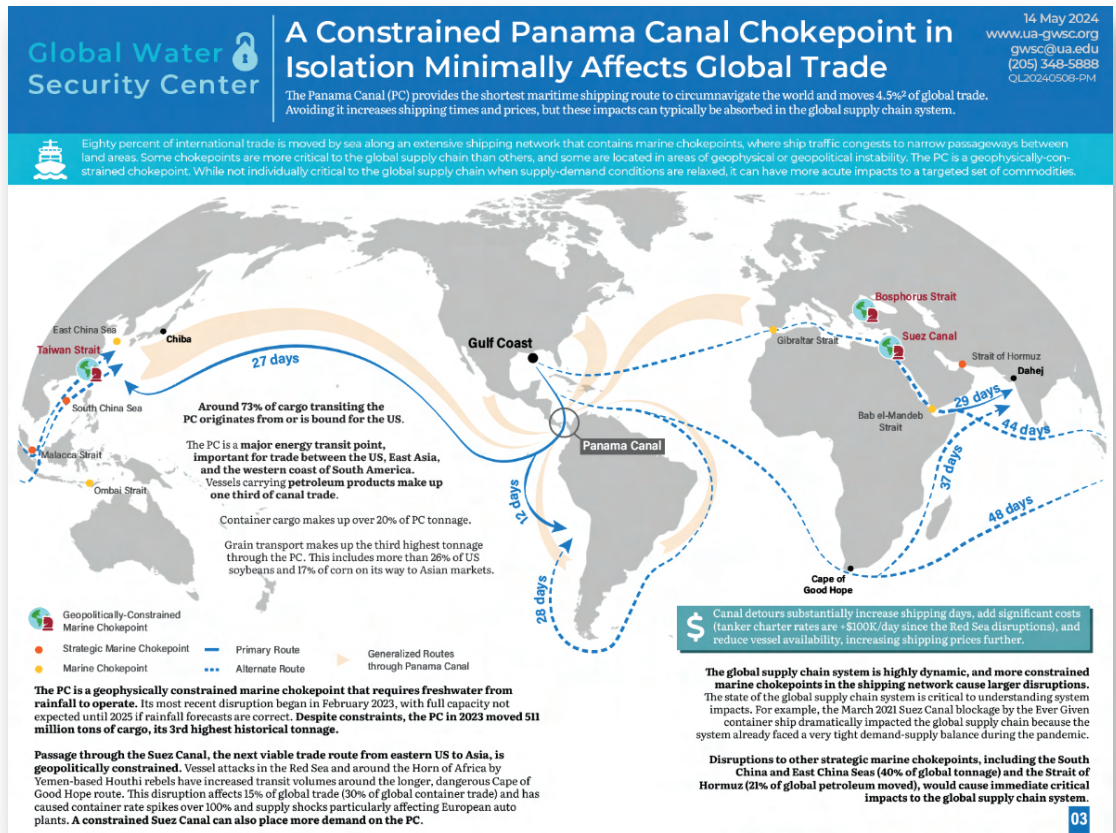 Global Water
Security Center
A Constrained Panama Canal Chokepoint in
Isolation Minimally Affects Global Trade
The Panama Canal (PC) provides the shortest maritime shipping route to circumnavigate the world and moves 4.5%² of global trade.
Avoiding it increases shipping times and prices, but these impacts can typically be absorbed in the global supply chain system.
14 May 2024
www.ua-gwsc.org
gwsc@ua.edu
(205) 348-5888
QL20240508-PM
Eighty percent of international trade is moved by sea along an extensive shipping network that contains marine chokepoints, where ship traffic congests to narrow passageways between
land areas. Some chokepoints are more critical to the global supply chain than others, and some are located in areas of geophysical or geopolitical instability. The PC is a geophysically-con-
strained chokepoint. While not individually critical to the global supply chain when supply-demand conditions are relaxed, it can have more acute impacts to a targeted set of commodities.
East China Sea
Chiba
Taiwan Strait
South China Sea
Malacca Strait
Ombai Strait
27 days
Gulf Coast
Panama Canal
12 days
28 days
Bosphorus Strait
Gibraltar Strait
Suez Canal
Strait of Hormuz
Dahej
Bab el-Mandeb
Strait
29 days
44 days
37 days
48 days
Cape of
Good Hope
Around 73% of cargo transiting the
PC originates from or is bound for the US.
The PC is a major energy transit point,
important for trade between the US, East Asia,
and the western coast of South America.
Vessels carrying petroleum products make up
one third of canal trade.
Container cargo makes up over 20% of PC tonnage.
Grain transport makes up the third highest tonnage
through the PC. This includes more than 26% of US
soybeans and 17% of corn on its way to Asian markets.
Geopolitically-Constrained
Marine Chokepoint
Strategic Marine Chokepoint
Marine Chokepoint
Primary Route
Alternate Route
Generalized Routes
through Panama Canal
$
Canal detours substantially increase shipping days, add significant costs
(tanker charter rates are +$100K/day since the Red Sea disruptions), and
reduce vessel availability, increasing shipping prices further.
The PC is a geophysically constrained marine chokepoint that requires freshwater from
rainfall to operate. Its most recent disruption began in February 2023, with full capacity not
expected until 2025 if rainfall forecasts are correct. Despite constraints, the PC in 2023 moved 511
million tons of cargo, its 3rd highest historical tonnage.
Passage through the Suez Canal, the next viable trade route from eastern US to Asia, is
geopolitically constrained. Vessel attacks in the Red Sea and around the Horn of Africa by
Yemen-based Houthi rebels have increased transit volumes around the longer, dangerous Cape of
Good Hope route. This disruption affects 15% of global trade (30% of global container trade) and has
caused container rate spikes over 100% and supply shocks particularly affecting European auto
plants. A constrained Suez Canal can also place more demand on the PC.
The global supply chain system is highly dynamic, and more constrained
marine chokepoints in the shipping network cause larger disruptions.
The state of the global supply chain system is critical to understanding system
impacts. For example, the March 2021 Suez Canal blockage by the Ever Given
container ship dramatically impacted the global supply chain because the
system already faced a very tight demand-supply balance during the pandemic.
Disruptions to other strategic marine chokepoints, including the South
China and East China Seas (40% of global tonnage) and the Strait of
Hormuz (21% of global petroleum moved), would cause immediate critical
impacts to the global supply chain system.
03